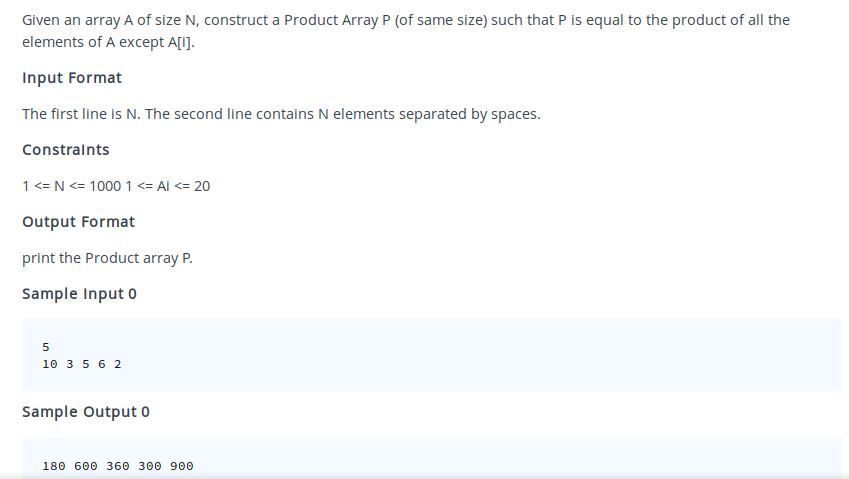 Given an array A of size N, construct a Product Array P (of same size) such that P is equal to the product of all the
elements of A except A[i].
Input Format
The first line is N. The second line contains N elements separated by spaces.
Constraints
1 <= N <= 1000 1 <= Ai <= 20
Output Format
print the Product array P.
Sample Input 0
5
10 3 5 6 2
Sample Output 0
180 600 360 300 900